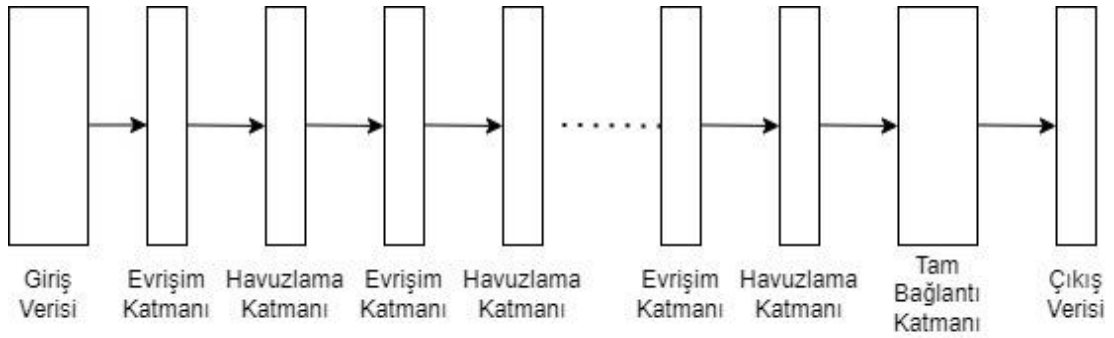 Giriş
Verisi
Evrişim
Katmanı
Havuzlama
Katmanı
Evrişim
Katmanı
Havuzlama
Katmanı
Evrişim
Katmanı
Havuzlama
Katmanı
Tam
Bağlantı
Katmanı
Çıkış
Verisi